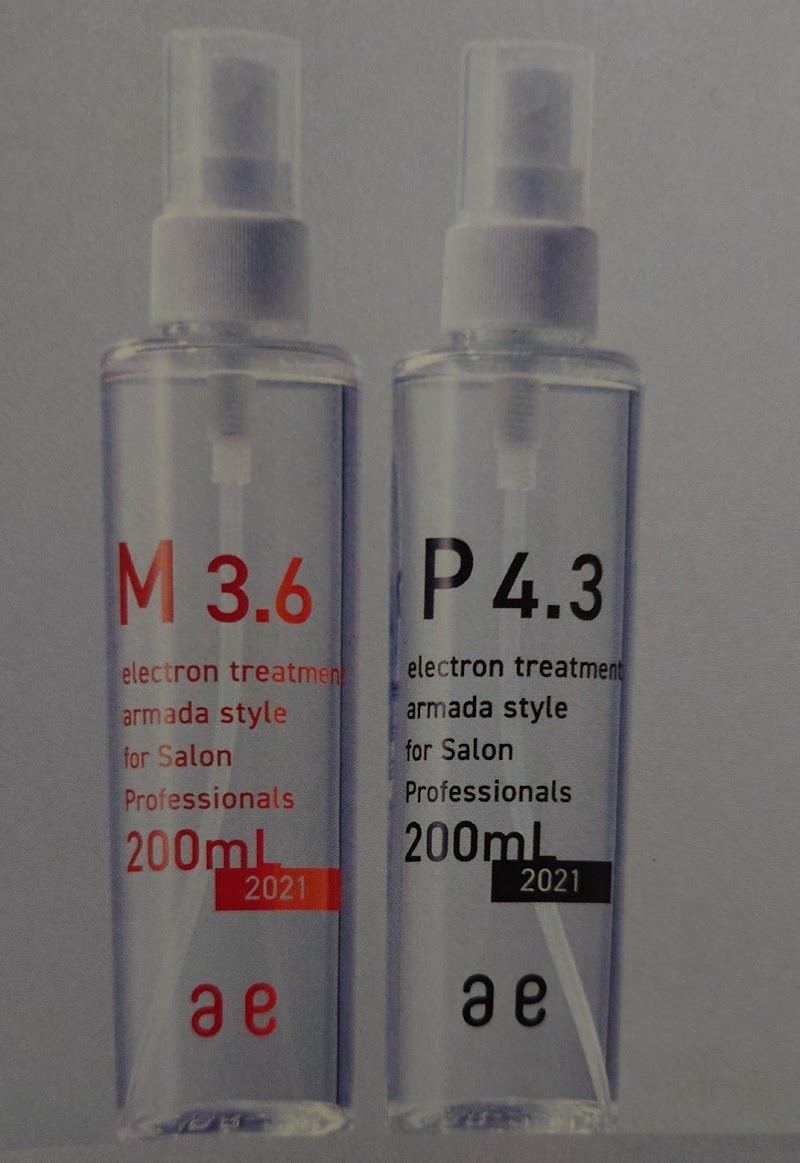 M 3.6
electron treatment
armada style
for Salon
Professionals
200mL
2021
ae
P 4.3
electron treatment
armada style
for Salon
Professionals
200mL
2021
ae